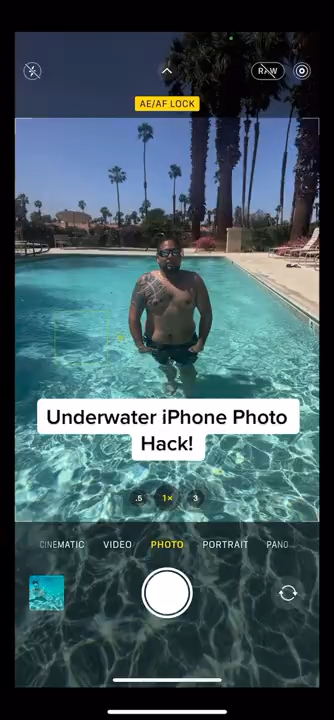 RAW
AE/AF LOCK
Underwater iPhone Photo
Hack!
.5 1× 3
CINEMATIC VIDEO PHOTO PORTRAIT PANO